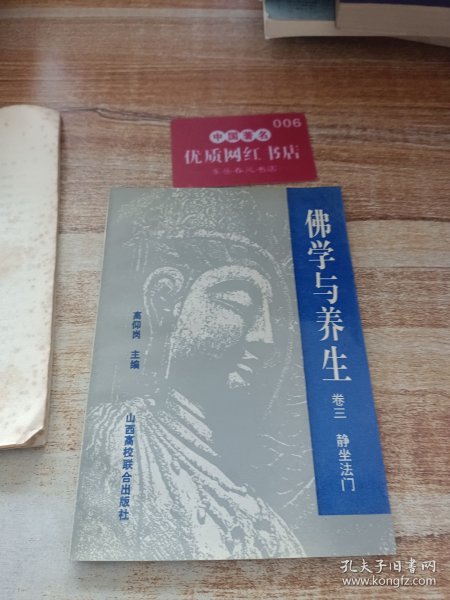 006
中国著名
优质网红书店
佛学与养生
卷三 静坐法门
高仰岗 主编
山西高校联合出版社
孔夫子旧书网
www.kongfz.com